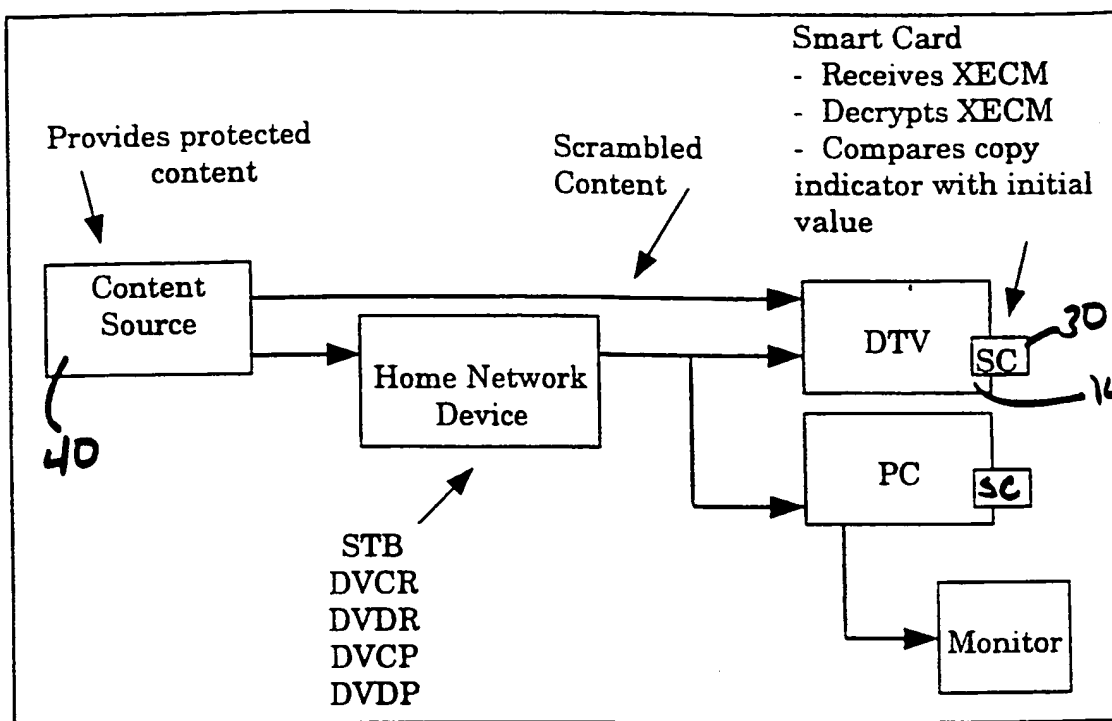 Smart Card
- Receives XECM
- Decrypts XECM
- Compares copy
indicator with initial
value
Provides protected
content
Scrambled
Content
Content
Source
40
Home Network
Device
DTV
SC
30
PC
SC
STB
DVCR
DVDR
DVCP
DVDP
Monitor